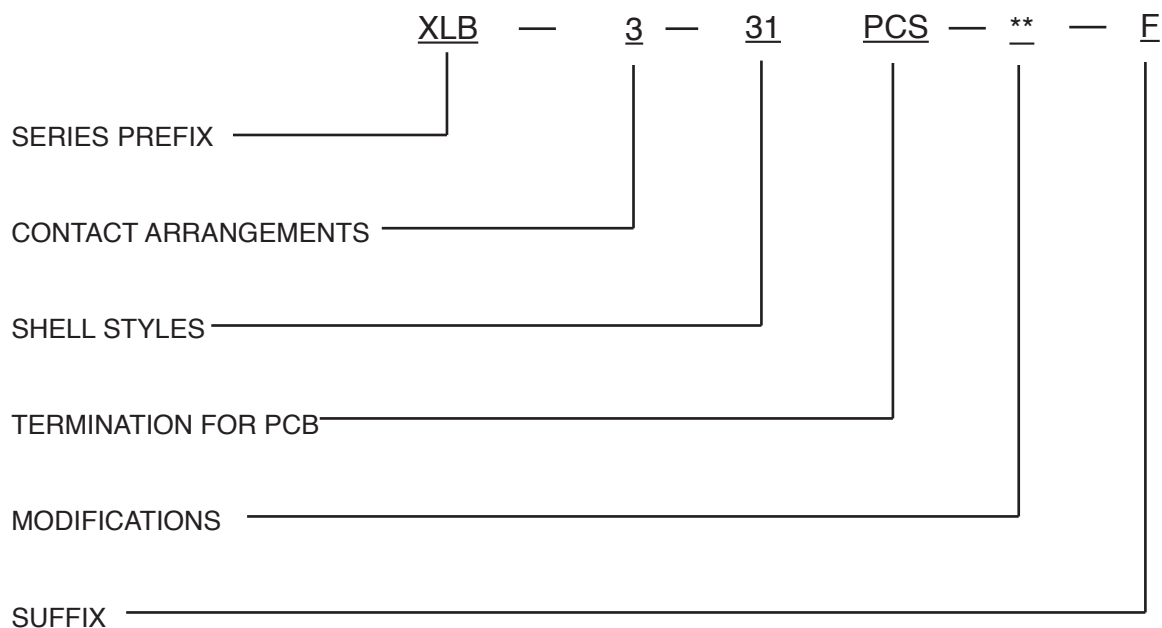 XLB — 3 — 31 PCS — ** — F
SERIES PREFIX
CONTACT ARRANGEMENTS
SHELL STYLES
TERMINATION FOR PCB
MODIFICATIONS
SUFFIX